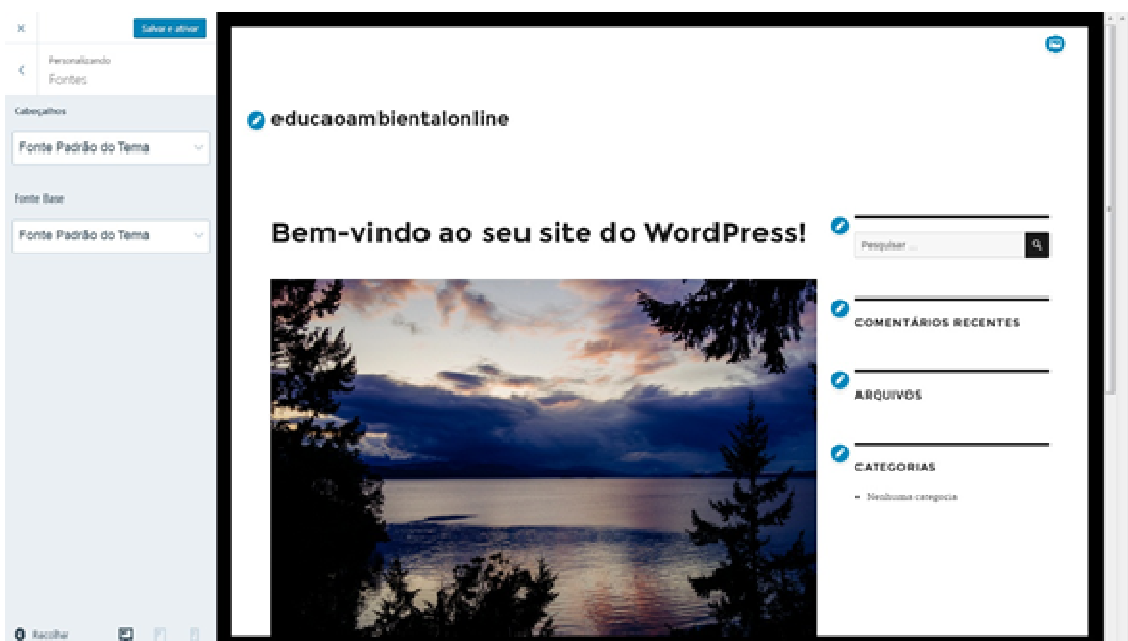 × Salvar e ativar
Personalizando
Fontes
Cabeçalhos
Fonte Padrão do Tema
Fonte Base
Fonte Padrão do Tema
Recolher
educaoambientalonline
Bem-vindo ao seu site do WordPress!
Pesquisar ...
COMENTÁRIOS RECENTES
ARQUIVOS
CATEGORIAS
• Nenhuma categoria